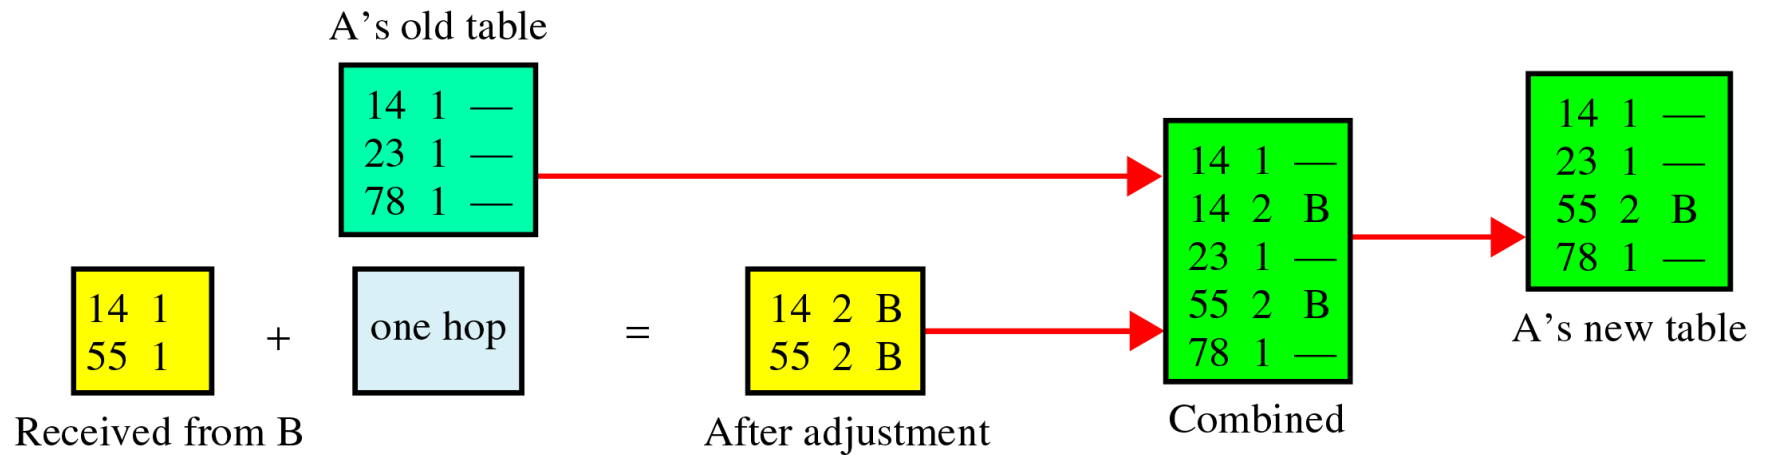 A's old table
14 1 —
23 1 —
78 1 —
14 1
55 1
Received from B
+
one hop
=
14 2 B
55 2 B
After adjustment
14 1 —
14 2 B
23 1 —
55 2 B
78 1 —
Combined
14 1 —
23 1 —
55 2 B
78 1 —
A's new table